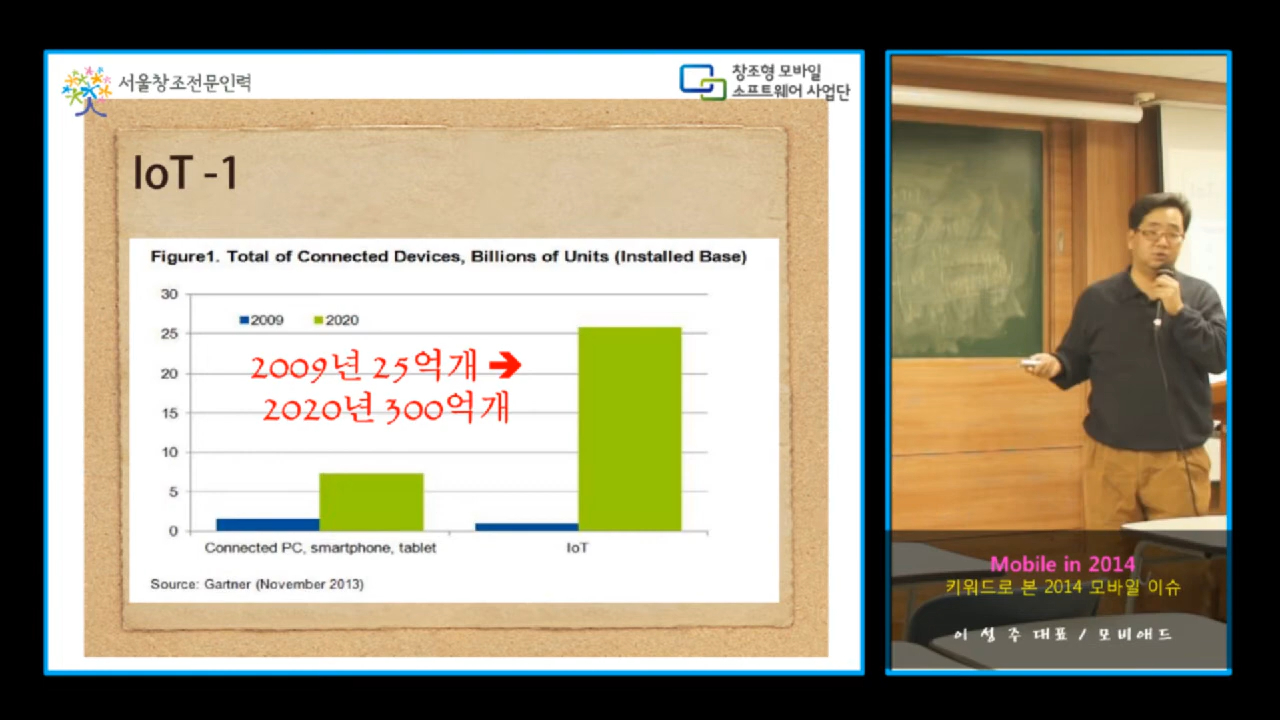 서울창조전문인력
창조형 모바일
소프트웨어 사업단
IoT -1
Figure1. Total of Connected Devices, Billions of Units (Installed Base)
30
25
20
15
10
5
0
2009 2020
2009년 25억개 ➔
2020년 300억개
Connected PC, smartphone, tablet
IoT
Source: Gartner (November 2013)
Mobile in 2014
키워드로 본 2014 모바일 이슈
이 성 주 대표 / 모비애드